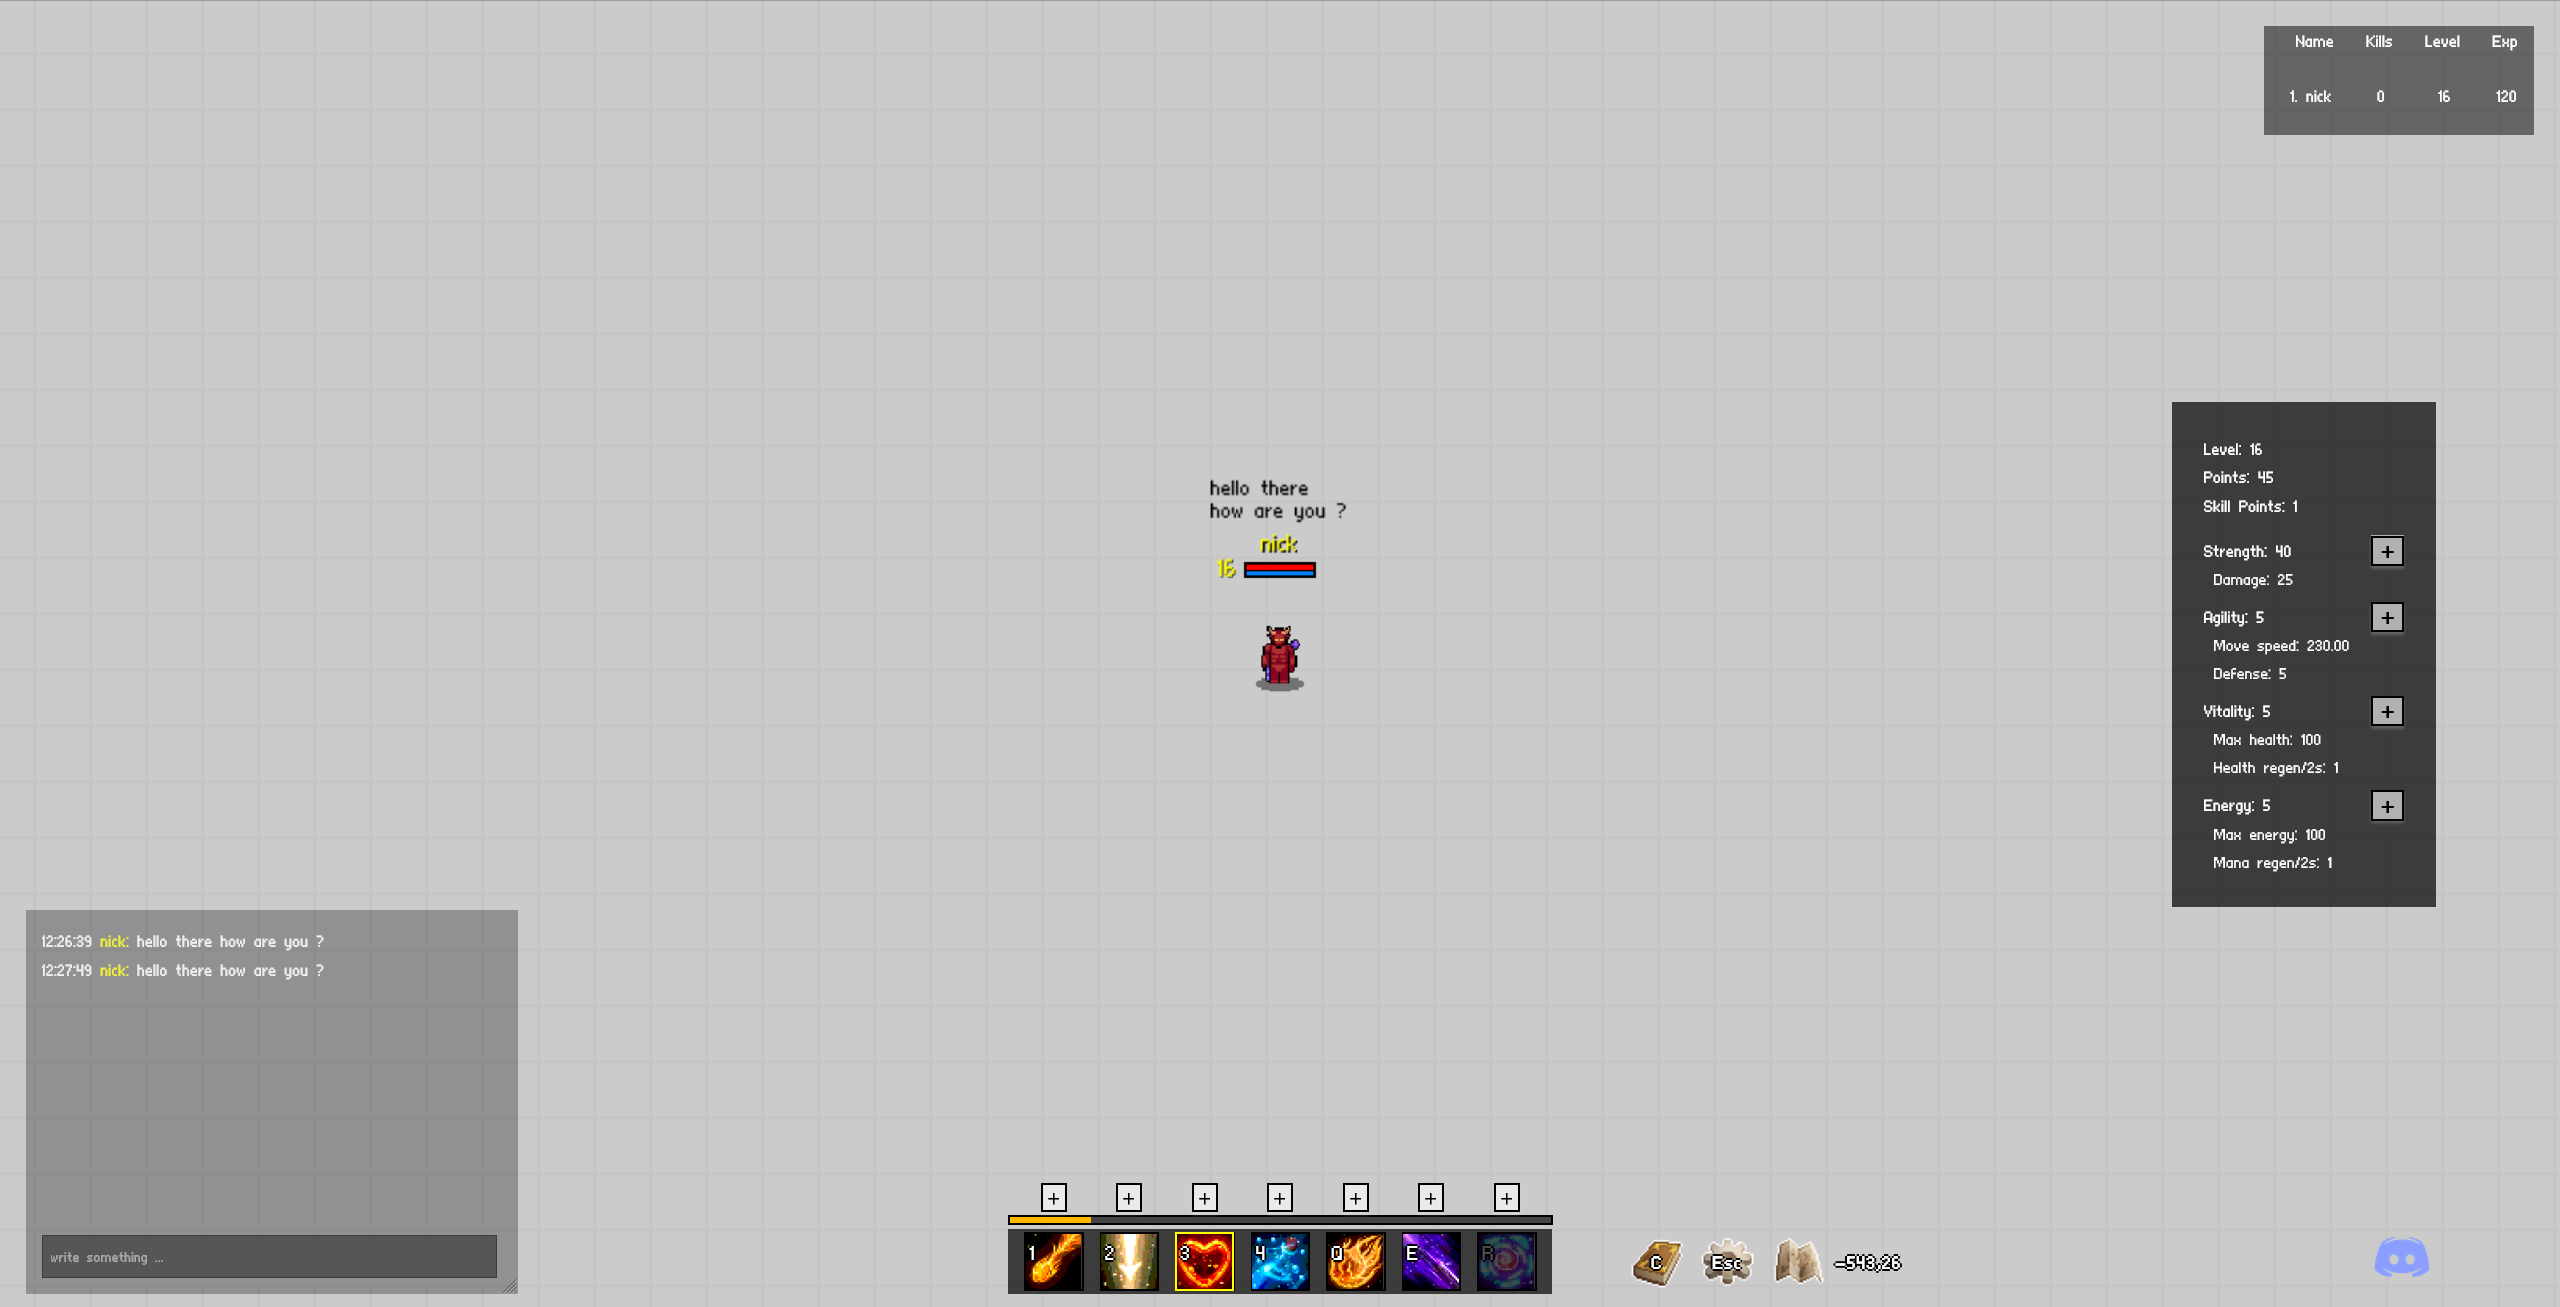 Name Kills Level Exp
1. nick 0 16 120
hello there
how are you ?
nick
16
Level: 16
Points: 45
Skill Points: 1
Strength: 40 +
Damage: 25
Agility: 5 +
Move speed: 230.00
Defense: 5
Vitality: 5 +
Max health: 100
Health regen/2s: 1
Energy: 5 +
Max energy: 100
Mana regen/2s: 1
12:26:39 nick: hello there how are you ?
12:27:49 nick: hello there how are you ?
write something ...
+ + + + + + +
1 2 3 4 Q E R
C Esc -543,26